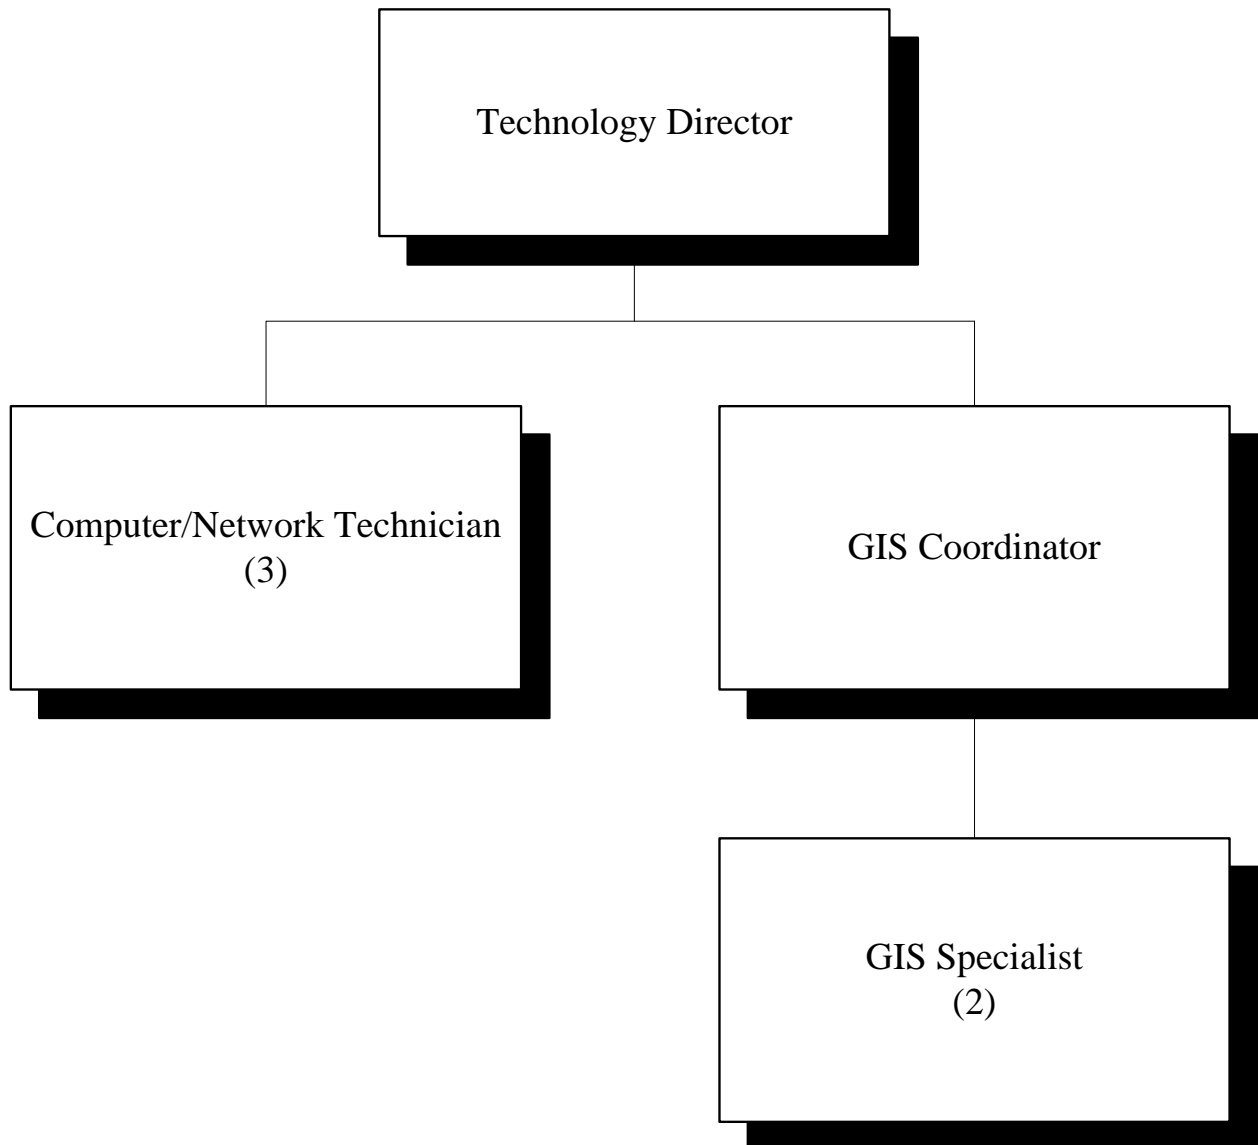 Technology Director
Computer/Network Technician
(3)
GIS Coordinator
GIS Specialist
(2)